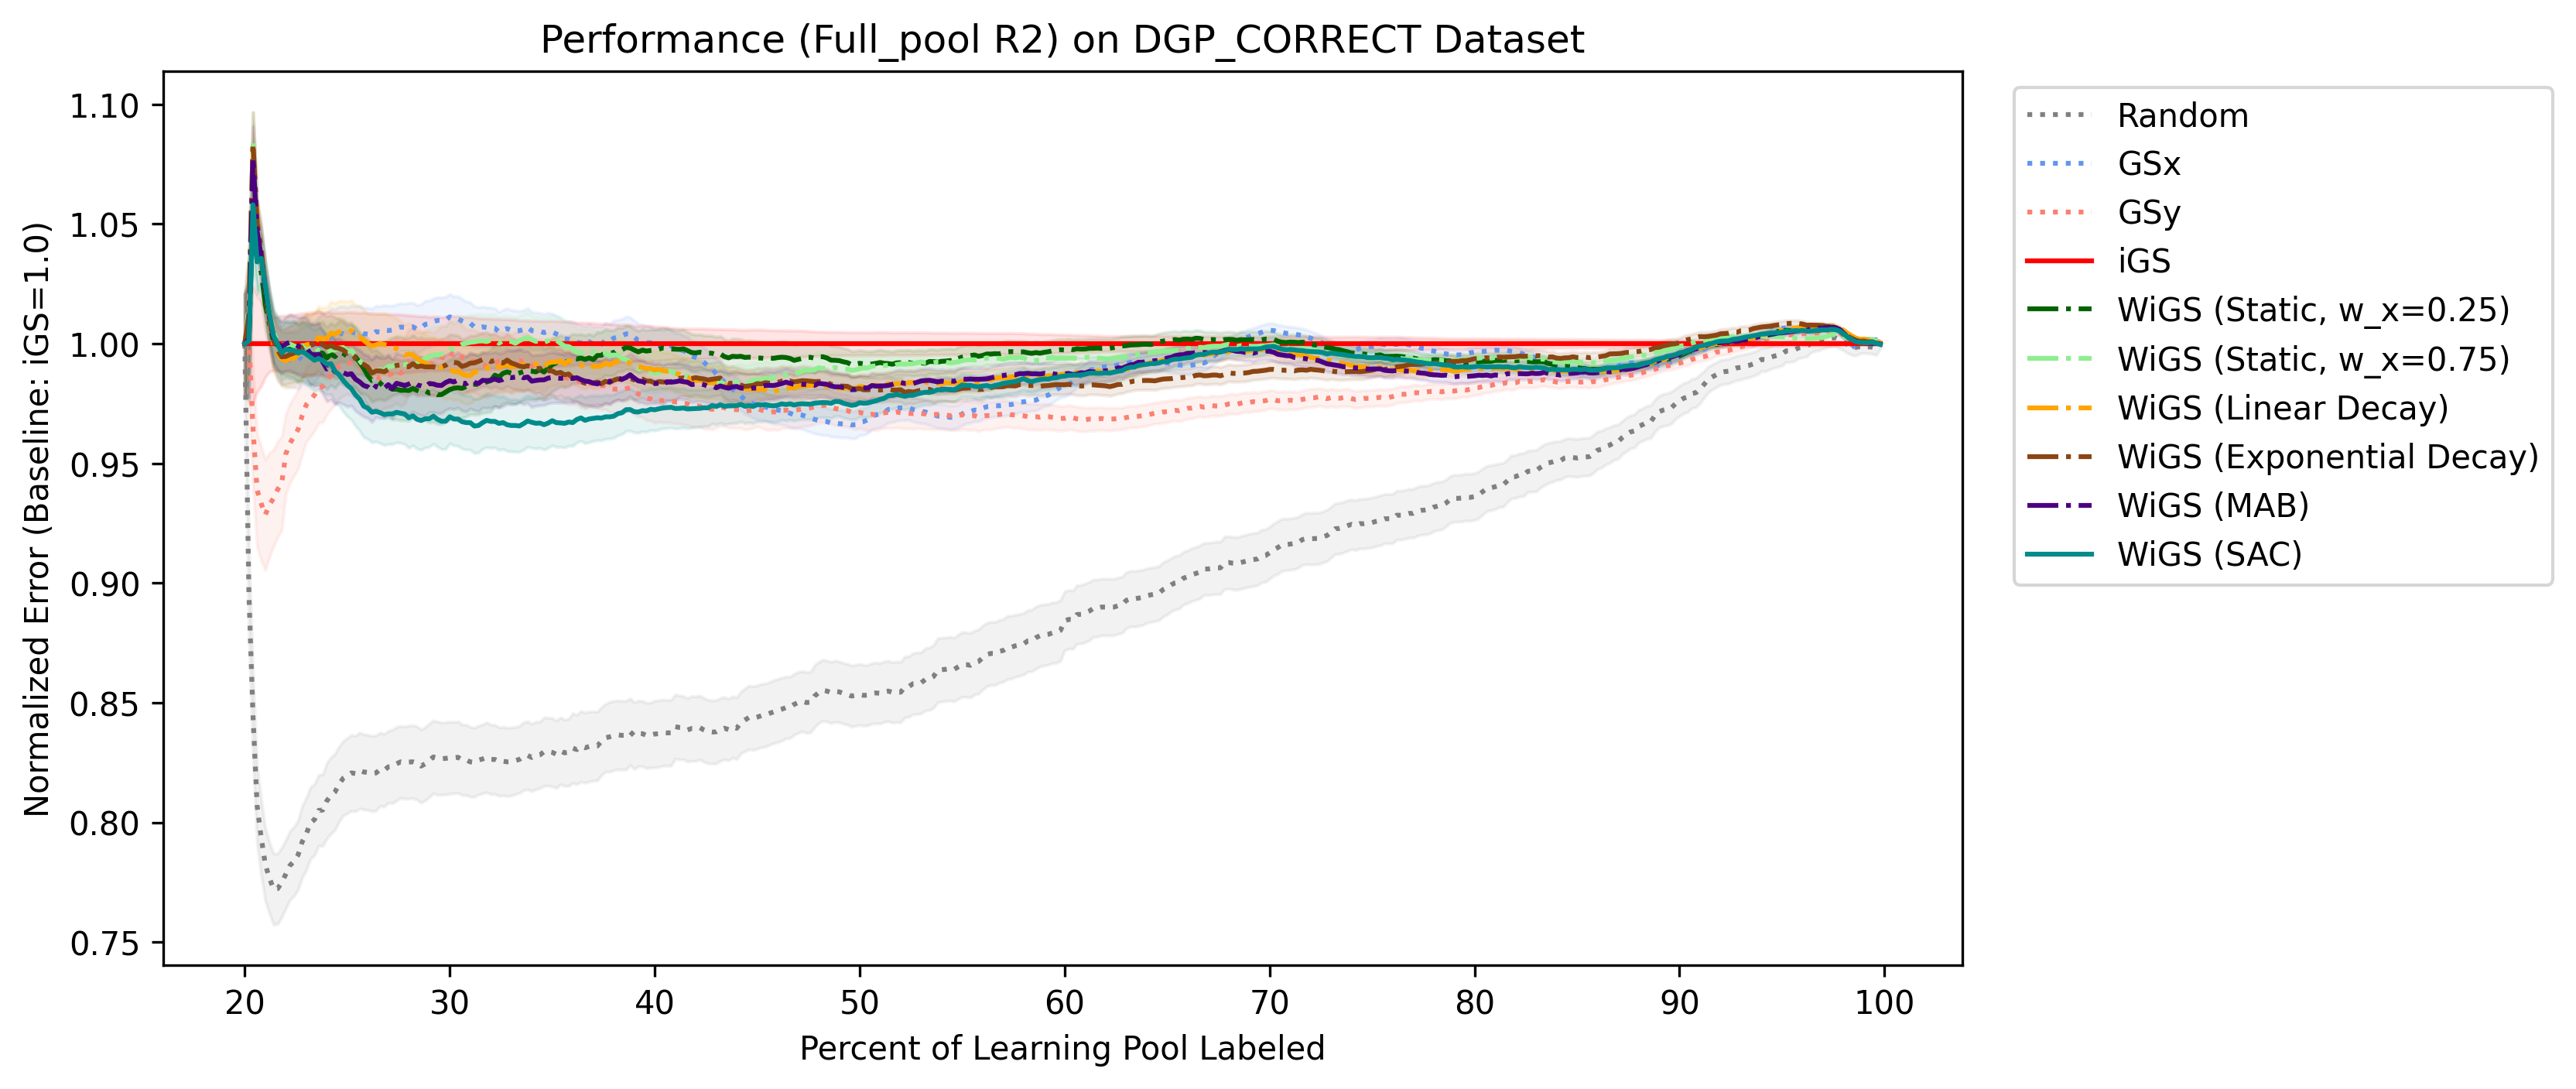 Performance (Full_pool R2) on DGP_CORRECT Dataset
Normalized Error (Baseline: iGS=1.0)
1.10
1.05
1.00
0.95
0.90
0.85
0.80
0.75
20 30 40 50 60 70 80 90 100
Percent of Learning Pool Labeled
Random
GSx
GSy
iGS
WiGS (Static, w_x=0.25)
WiGS (Static, w_x=0.75)
WiGS (Linear Decay)
WiGS (Exponential Decay)
WiGS (MAB)
WiGS (SAC)